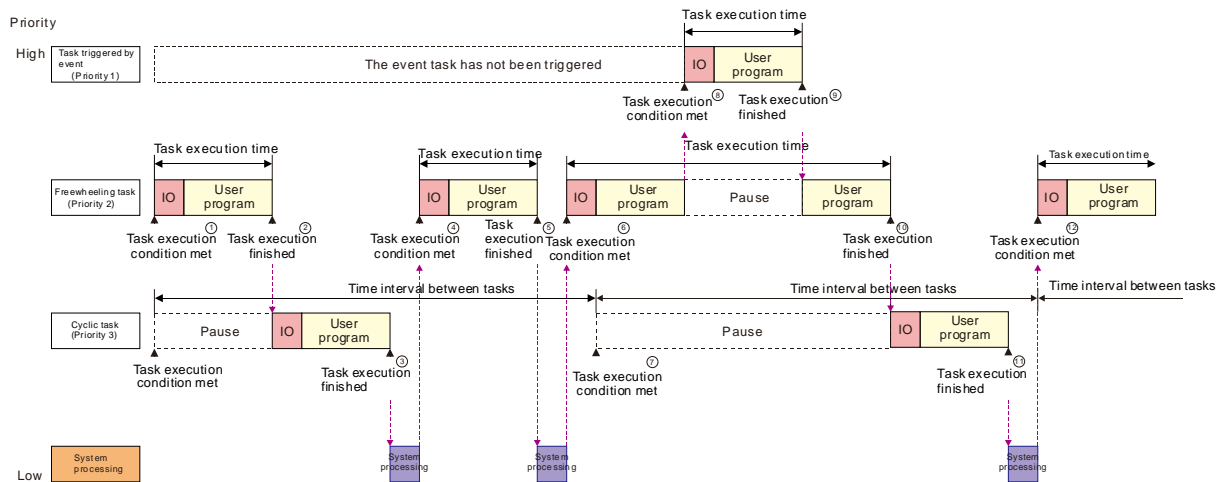 Priority
High
Task triggered by
event
(Priority 1)
The event task has not been triggered
Task execution time
IO
User
program
Task execution
condition met
⑧
Task execution
finished
⑨
Freewheeling task
(Priority 2)
Task execution time
IO
User
program
Task execution
condition met
①
Task execution
finished
②
Task execution time
IO
User
program
Task execution
condition met
④
Task
execution
finished
⑤
Task execution time
IO
User
program
Pause
User
program
Task execution
condition met
⑥
Task execution
finished
⑩
Task execution time
IO
User
program
Task execution
condition met
⑫
Cyclic task
(Priority 3)
Time interval between tasks
Time interval between tasks
Time interval between tasks
Pause
IO
User
program
Task execution
condition met
Task execution
finished
③
Pause
IO
User
program
Task execution
condition met
⑦
Task execution
finished
⑪
Low
System
processing
System
processing
System
processing
System
processing